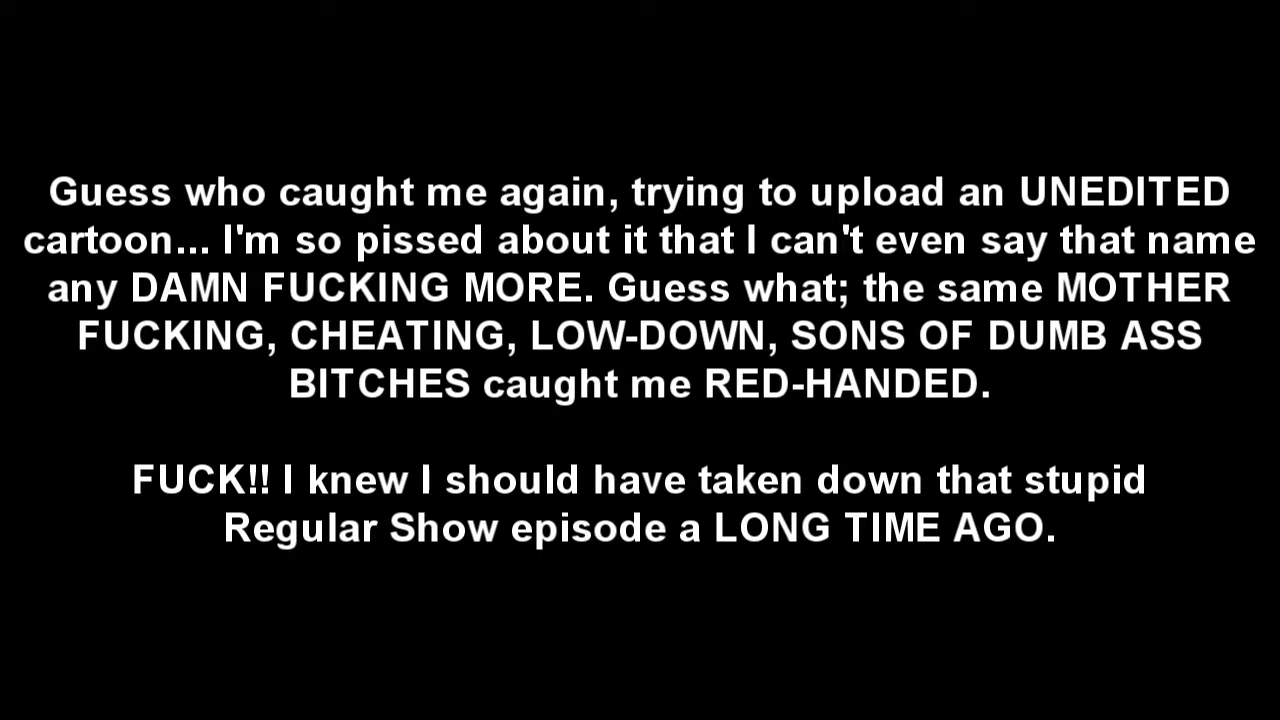 Guess who caught me again, trying to upload an UNEDITED
cartoon... I'm so pissed about it that I can't even say that name
any DAMN FUCKING MORE. Guess what; the same MOTHER
FUCKING, CHEATING, LOW-DOWN, SONS OF DUMB ASS
BITCHES caught me RED-HANDED.
FUCK!! I knew I should have taken down that stupid
Regular Show episode a LONG TIME AGO.